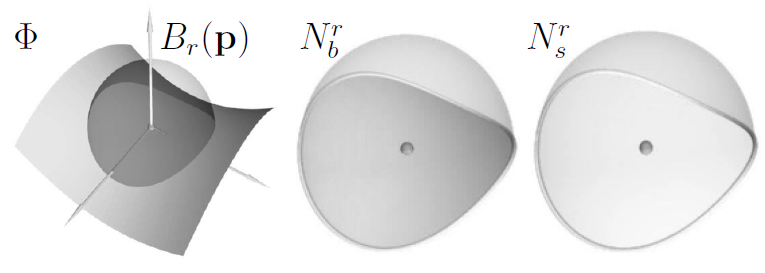 Φ B_r(p) N_b^r N_s^r